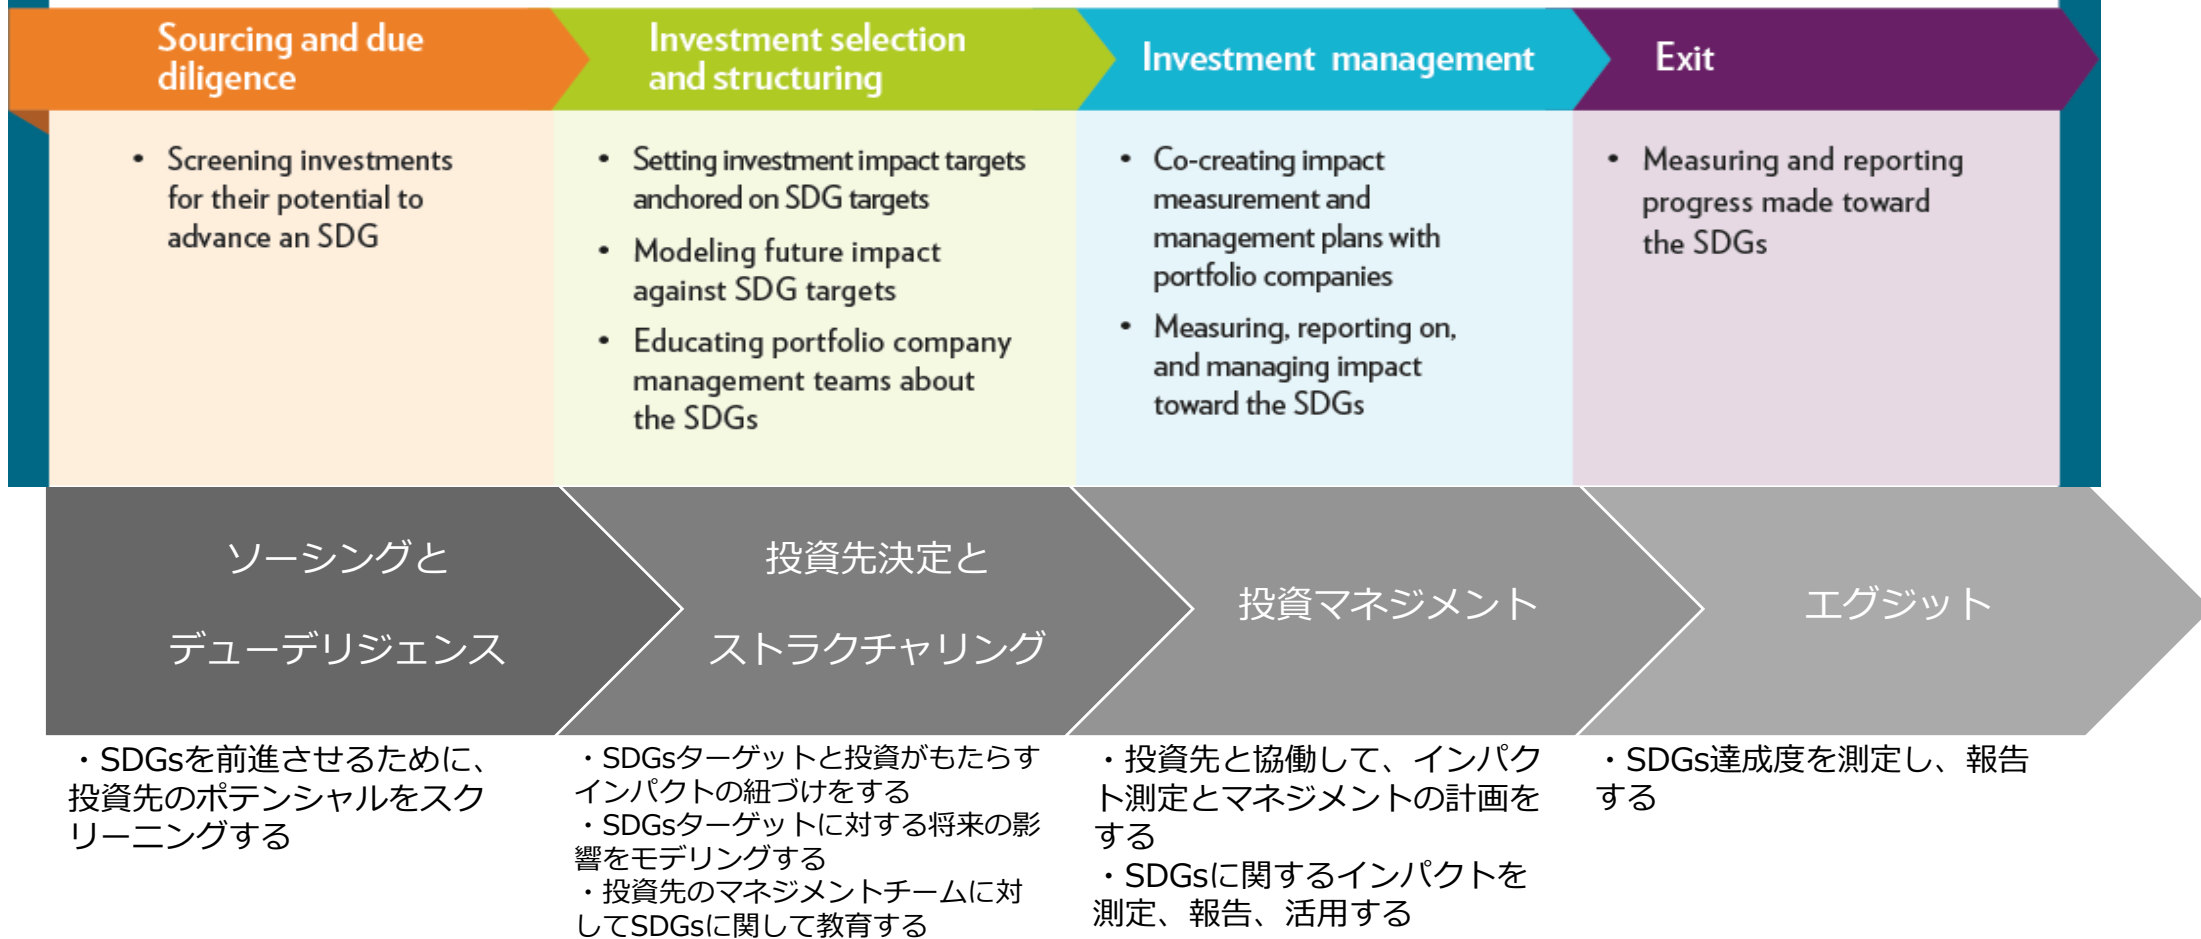 Sourcing and due
diligence
Investment selection
and structuring
Investment management
Exit
• Screening investments
for their potential to
advance an SDG
• Setting investment impact targets
anchored on SDG targets
• Modeling future impact
against SDG targets
• Educating portfolio company
management teams about
the SDGs
• Co-creating impact
measurement and
management plans with
portfolio companies
• Measuring, reporting on,
and managing impact
toward the SDGs
• Measuring and reporting
progress made toward
the SDGs
ソーシングと
デューデリジェンス
投資先決定と
ストラクチャリング
投資マネジメント
エグジット
・SDGsを前進させるために、
投資先のポテンシャルをスク
リーニングする
・SDGsターゲットと投資がもたらす
インパクトの紐づけをする
・SDGsターゲットに対する将来の影
響をモデリングする
・投資先のマネジメントチームに対
してSDGsに関して教育する
・投資先と協働して、インパク
ト測定とマネジメントの計画を
する
・SDGsに関するインパクトを
測定、報告、活用する
・SDGs達成度を測定し、報告
する